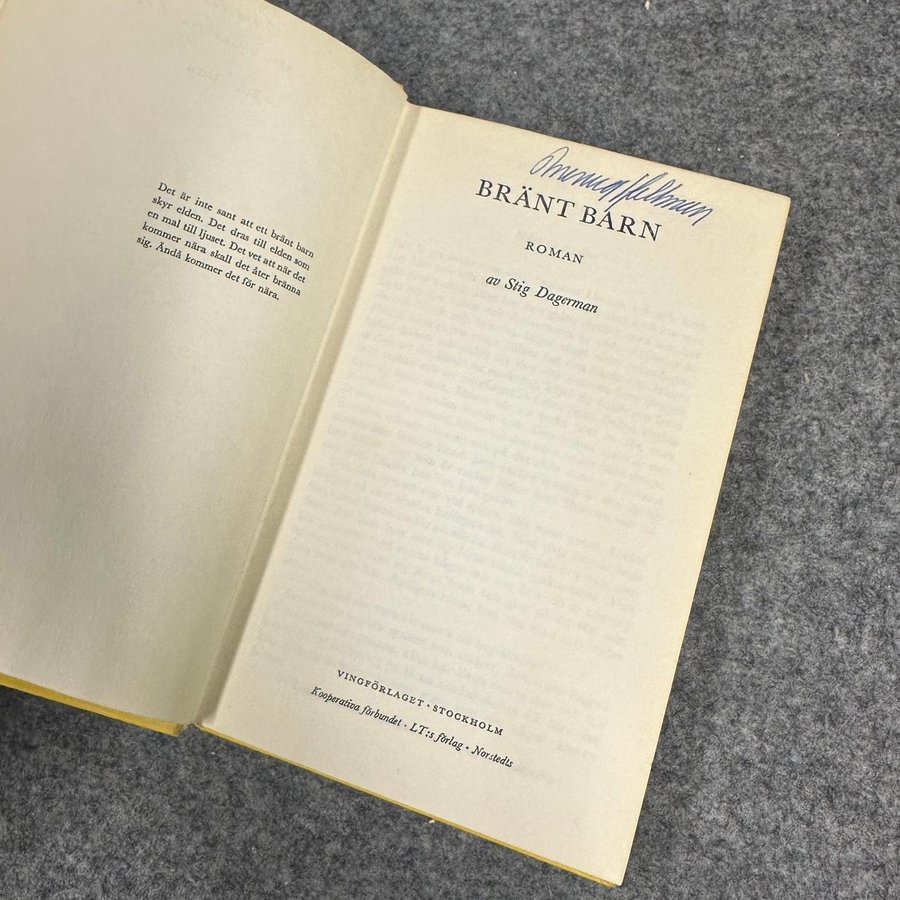 Det är inte sant att ett bränt barn
skyr elden. Det dras till elden som
en mal till ljuset. Det vet att när det
kommer nära skall det åter bränna
sig. Ändå kommer det för nära.
BRÄNT BARN
ROMAN
av Stig Dagerman
VINGFÖRLAGET · STOCKHOLM
Kooperativa förbundet · LT:s förlag · Norstedts